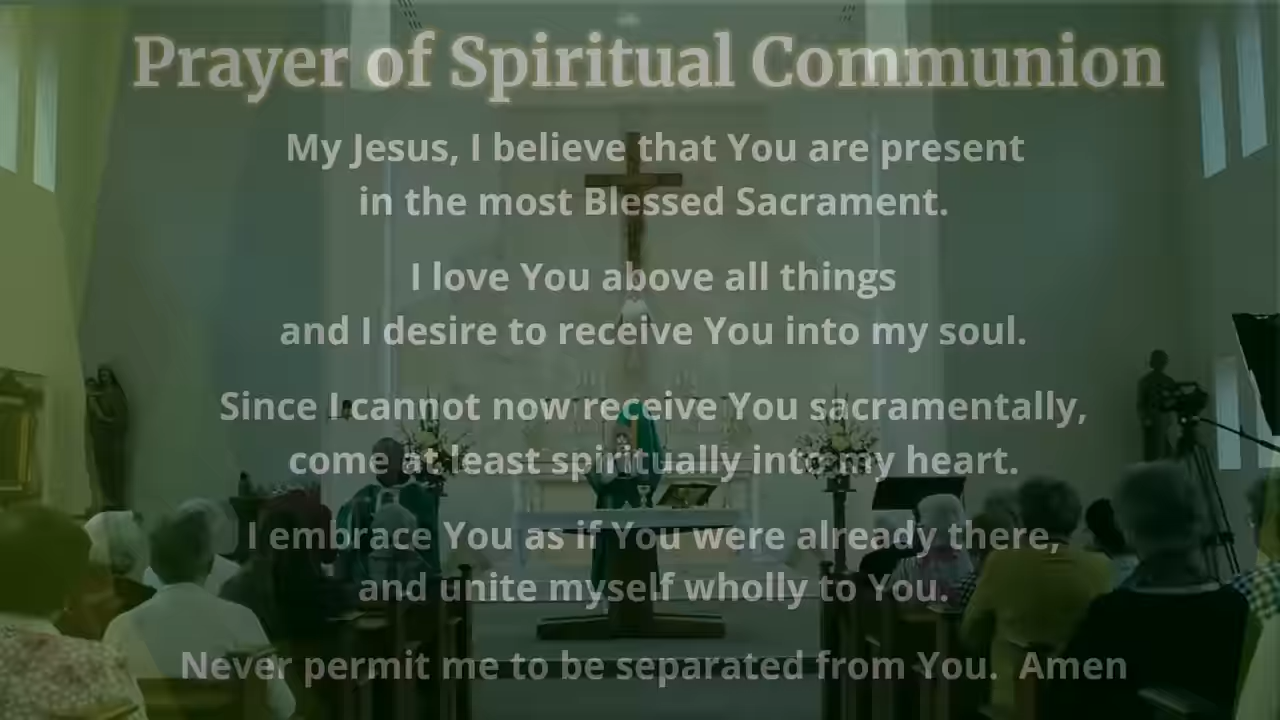 Prayer of Spiritual Communion
My Jesus, I believe that You are present
in the most Blessed Sacrament.
I love You above all things
and I desire to receive You into my soul.
Since I cannot now receive You sacramentally,
come at least spiritually into my heart.
I embrace You as if You were already there,
and unite myself wholly to You.
Never permit me to be separated from You. Amen